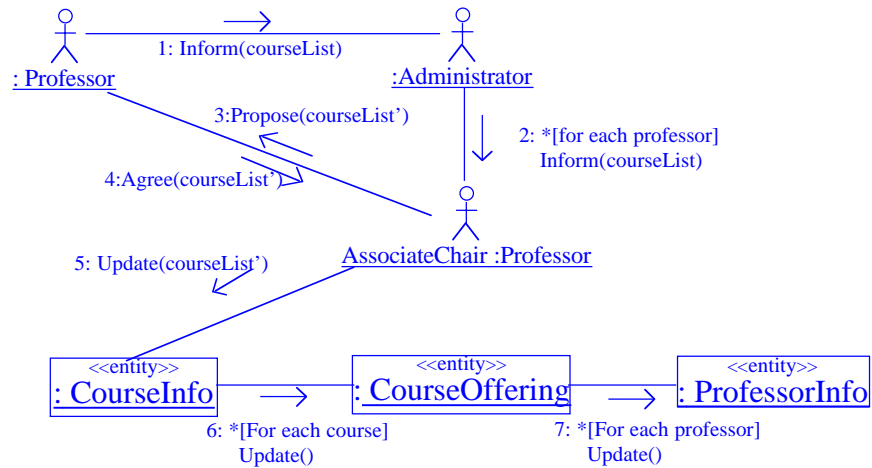 1: Inform(courseList)
: Professor
:Administrator
3:Propose(courseList’)
2: *[for each professor]
Inform(courseList)
4:Agree(courseList’)
AssociateChair :Professor
5: Update(courseList’)
<<entity>>
: CourseInfo
<<entity>>
: CourseOffering
<<entity>>
: ProfessorInfo
6: *[For each course]
Update()
7: *[For each professor]
Update()